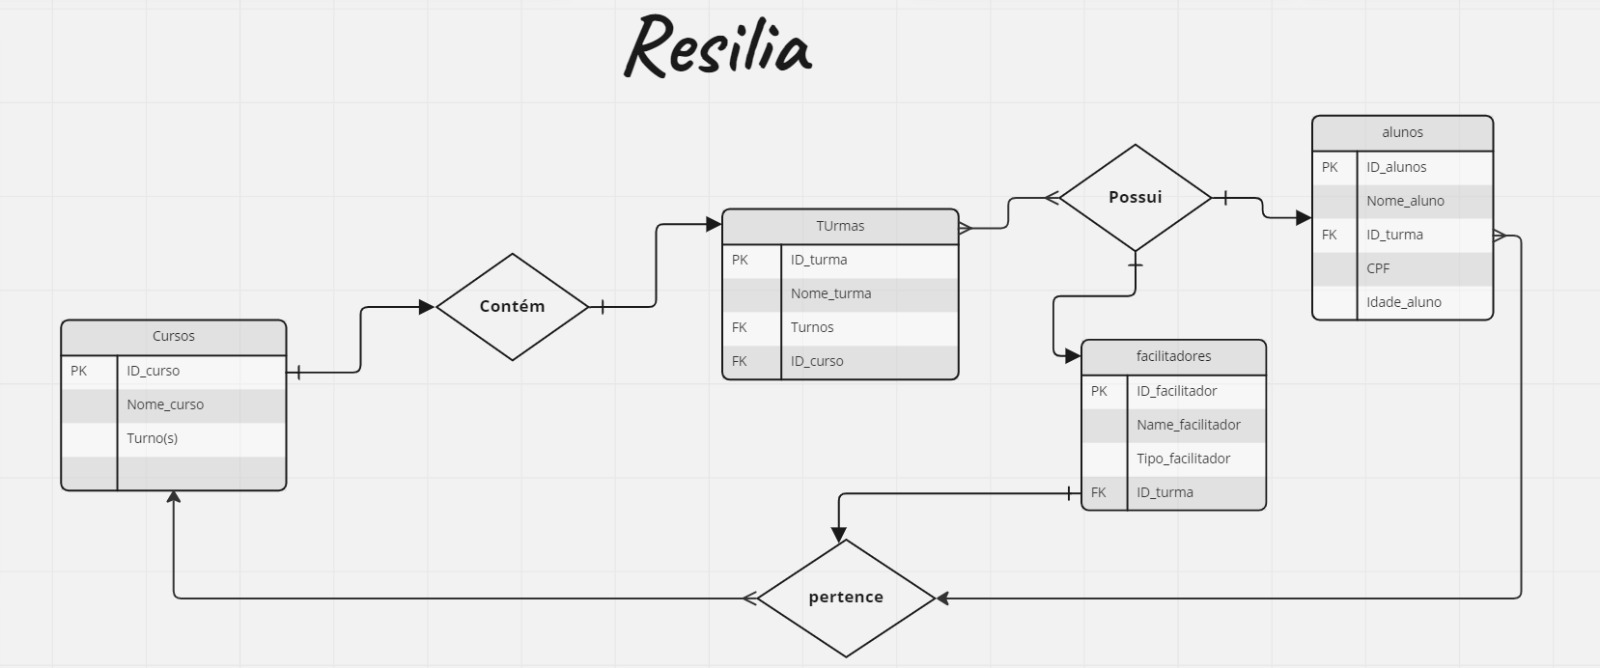 Resilia
Cursos
PK ID_curso
Nome_curso
Turno(s)
Contém
TUrmas
PK ID_turma
Nome_turma
FK Turnos
FK ID_curso
Possui
alunos
PK ID_alunos
Nome_aluno
FK ID_turma
CPF
Idade_aluno
facilitadores
PK ID_facilitador
Name_facilitador
Tipo_facilitador
FK ID_turma
pertence